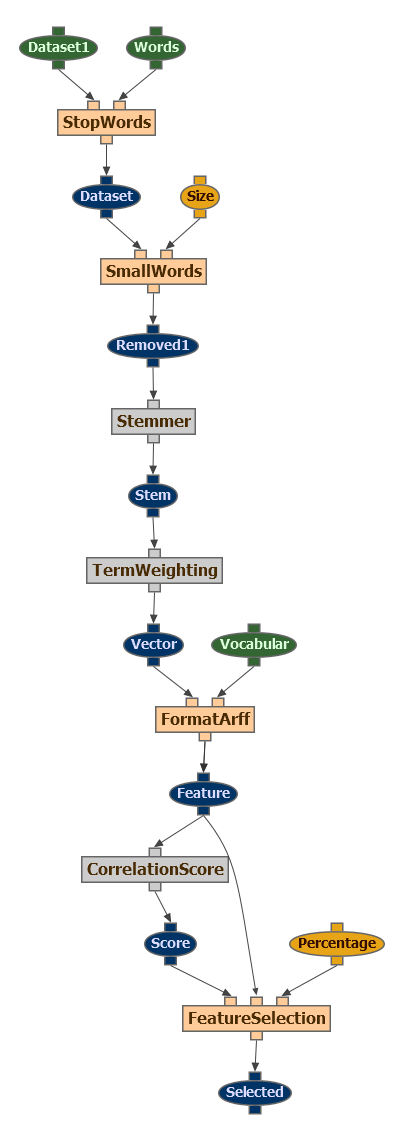 Dataset1
Words
StopWords
Dataset
Size
SmallWords
Removed1
Stemmer
Stem
TermWeighting
Vector
Vocabular
FormatArff
Feature
CorrelationScore
Score
Percentage
FeatureSelection
Selected